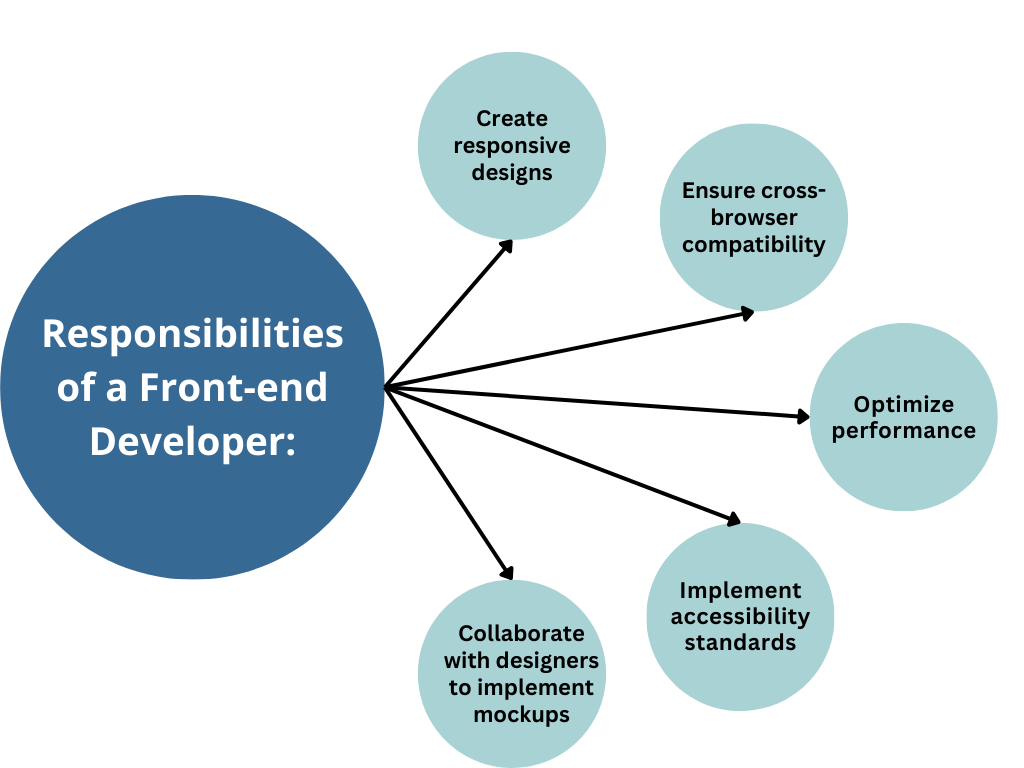 Responsibilities
of a Front-end
Developer:
Create
responsive
designs
Ensure cross-
browser
compatibility
Optimize
performance
Implement
accessibility
standards
Collaborate
with designers
to implement
mockups